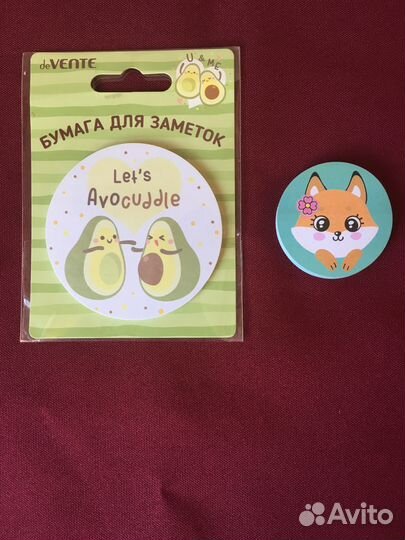 deVENTE
U & ME
БУМАГА ДЛЯ ЗАМЕТОК
Let's
Avocuddle
Avito